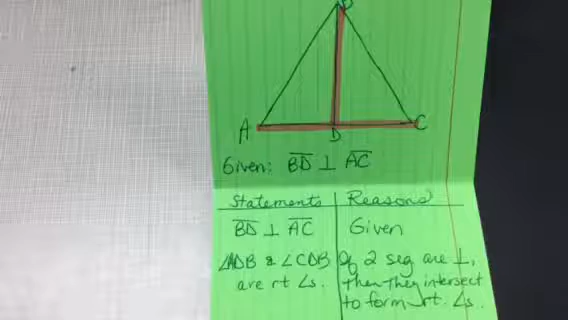 B
A D C
Given: BD ⊥ AC
Statements Reasons
BD ⊥ AC Given
∠ADB & ∠CDB If 2 seg are ⊥,
are rt ∠s. then they intersect
to form rt. ∠s.